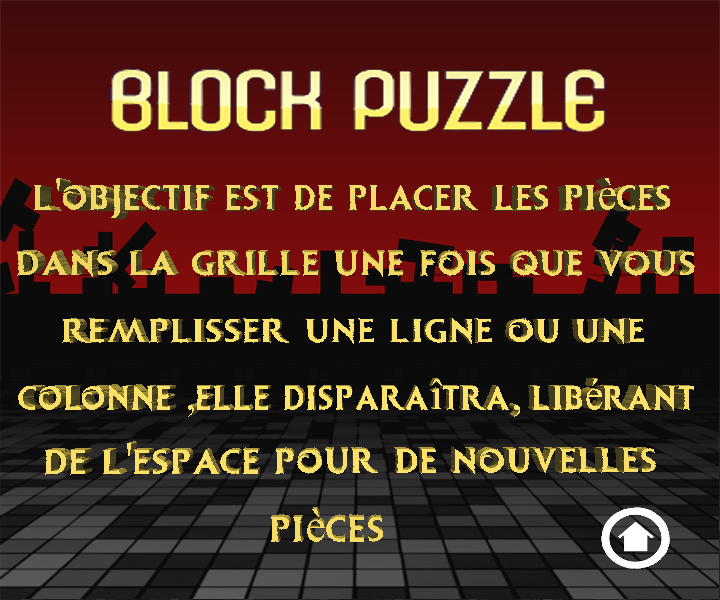 BLOCK PUZZLE
L'OBJECTIF EST DE PLACER LES PIÈCES
DANS LA GRILLE UNE FOIS QUE VOUS
REMPLISSER UNE LIGNE OU UNE
COLONNE ,ELLE DISPARAÎTRA, LIBÉRANT
DE L'ESPACE POUR DE NOUVELLES
PIÈCES